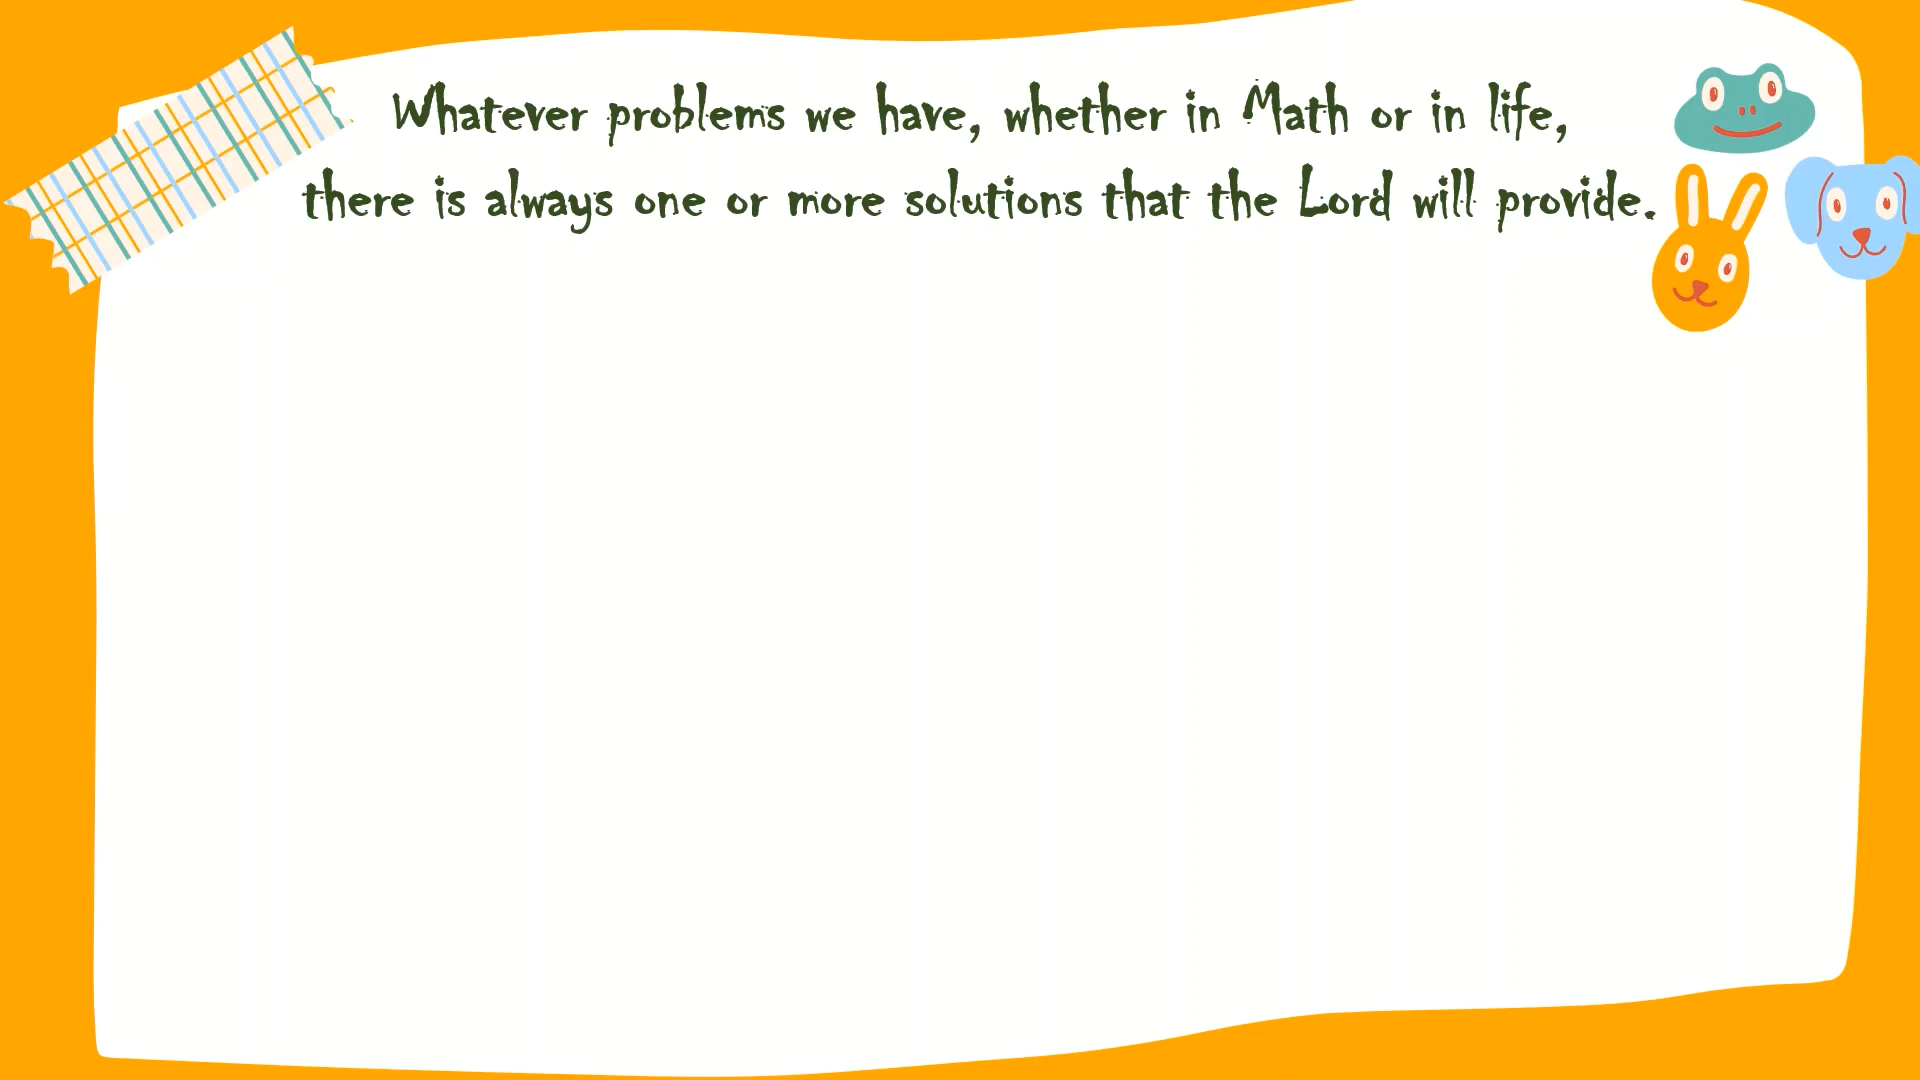 Whatever problems we have, whether in Math or in life,
there is always one or more solutions that the Lord will provide.